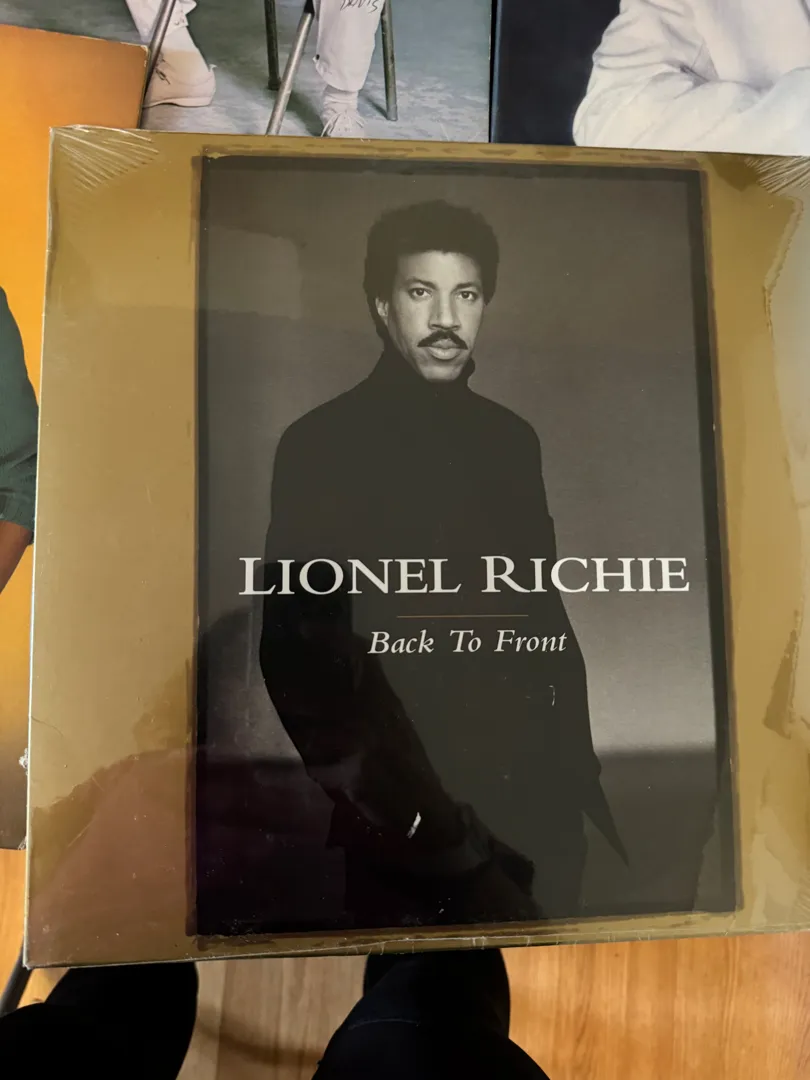 LIONEL RICHIE
Back To Front